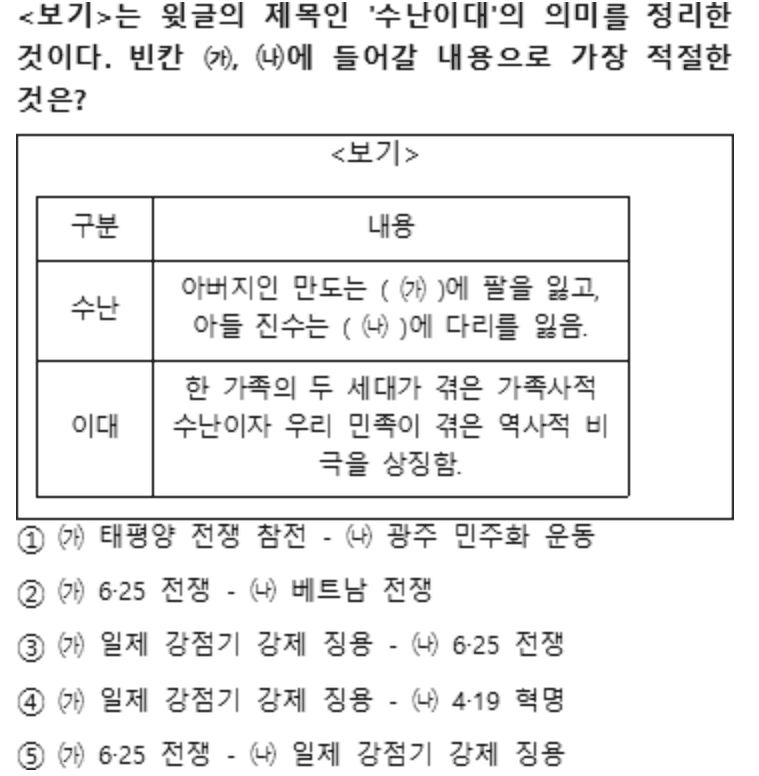 <보기>는 윗글의 제목인 '수난이대'의 의미를 정리한
것이다. 빈칸 ㈎, ㈏에 들어갈 내용으로 가장 적절한
것은?
<보기>
구분 내용
수난 아버지인 만도는 ( ㈎ )에 팔을 잃고,
아들 진수는 ( ㈏ )에 다리를 잃음.
이대 한 가족의 두 세대가 겪은 가족사적
수난이자 우리 민족이 겪은 역사적 비
극을 상징함.
① ㈎ 태평양 전쟁 참전 - ㈏ 광주 민주화 운동
② ㈎ 6·25 전쟁 - ㈏ 베트남 전쟁
③ ㈎ 일제 강점기 강제 징용 - ㈏ 6·25 전쟁
④ ㈎ 일제 강점기 강제 징용 - ㈏ 4·19 혁명
⑤ ㈎ 6·25 전쟁 - ㈏ 일제 강점기 강제 징용